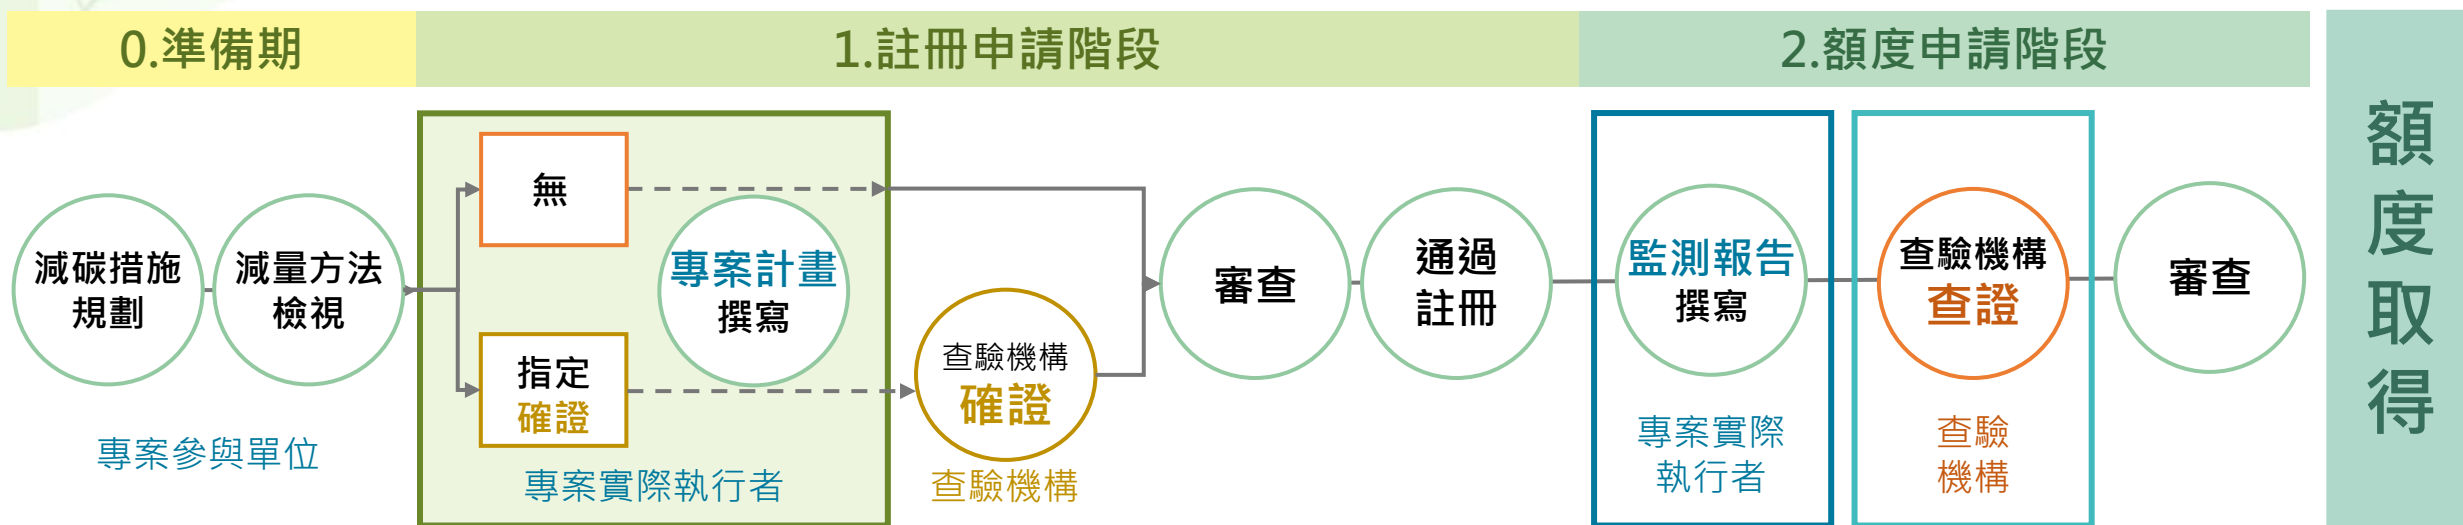 0.準備期
1.註冊申請階段
2.額度申請階段
額度取得
減碳措施
規劃
減量方法
檢視
專案參與單位
無
指定
確證
專案計畫
撰寫
專案實際執行者
查驗機構
確證
查驗機構
審查
通過
註冊
監測報告
撰寫
專案實際
執行者
查驗機構
查證
查驗
機構
審查